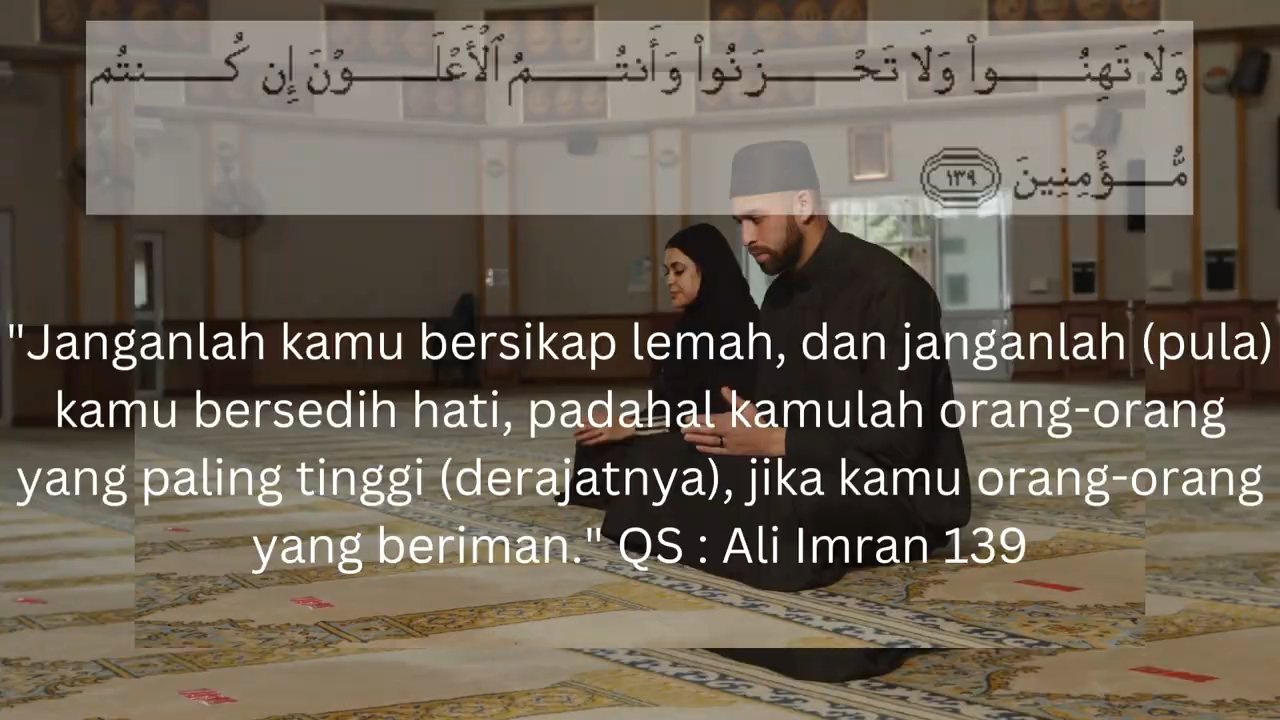 وَلَا تَهِنُوا۟ وَلَا تَحْزَنُوا۟ وَأَنتُمُ ٱلْأَعْلَوْنَ إِن كُنتُم
مُّؤْمِنِينَ ١٣٩
"Janganlah kamu bersikap lemah, dan janganlah (pula)
kamu bersedih hati, padahal kamulah orang-orang
yang paling tinggi (derajatnya), jika kamu orang-orang
yang beriman." QS : Ali Imran 139